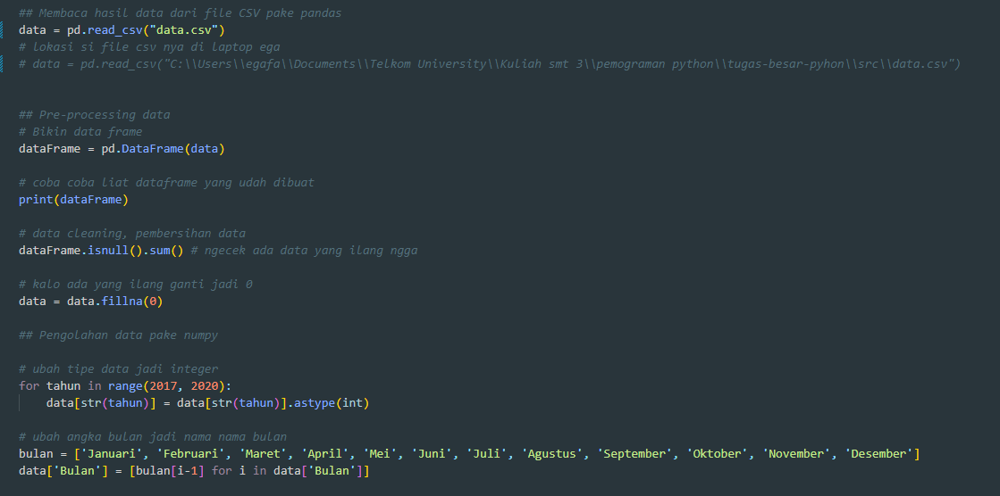 ## Membaca hasil data dari file CSV pake pandas
data = pd.read_csv("data.csv")
# lokasi si file csv nya di laptop ega
# data = pd.read_csv("C:\\Users\\egafa\\Documents\\Telkom University\\Kuliah smt 3\\pemograman python\\tugas-besar-pyhon\\src\\data.csv")
## Pre-processing data
# Bikin data frame
dataFrame = pd.DataFrame(data)
# coba coba liat dataframe yang udah dibuat
print(dataFrame)
# data cleaning, pembersihan data
dataFrame.isnull().sum() # ngecek ada data yang ilang ngga
# kalo ada yang ilang ganti jadi 0
data = data.fillna(0)
## Pengolahan data pake numpy
# ubah tipe data jadi integer
for tahun in range(2017, 2020):
    data[str(tahun)] = data[str(tahun)].astype(int)
# ubah angka bulan jadi nama nama bulan
bulan = ['Januari', 'Februari', 'Maret', 'April', 'Mei', 'Juni', 'Juli', 'Agustus', 'September', 'Oktober', 'November', 'Desember']
data['Bulan'] = [bulan[i-1] for i in data['Bulan']]